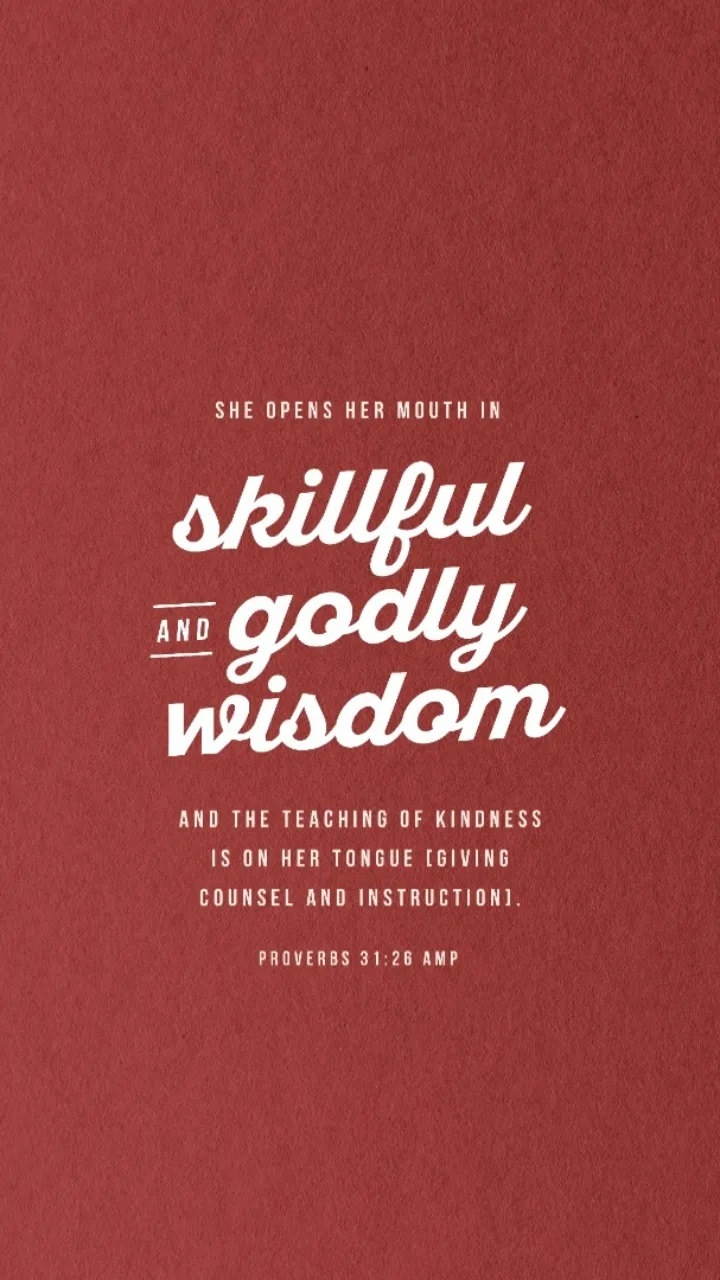 SHE OPENS HER MOUTH IN
skillful
AND godly
wisdom
AND THE TEACHING OF KINDNESS
IS ON HER TONGUE [GIVING
COUNSEL AND INSTRUCTION].
PROVERBS 31:26 AMP